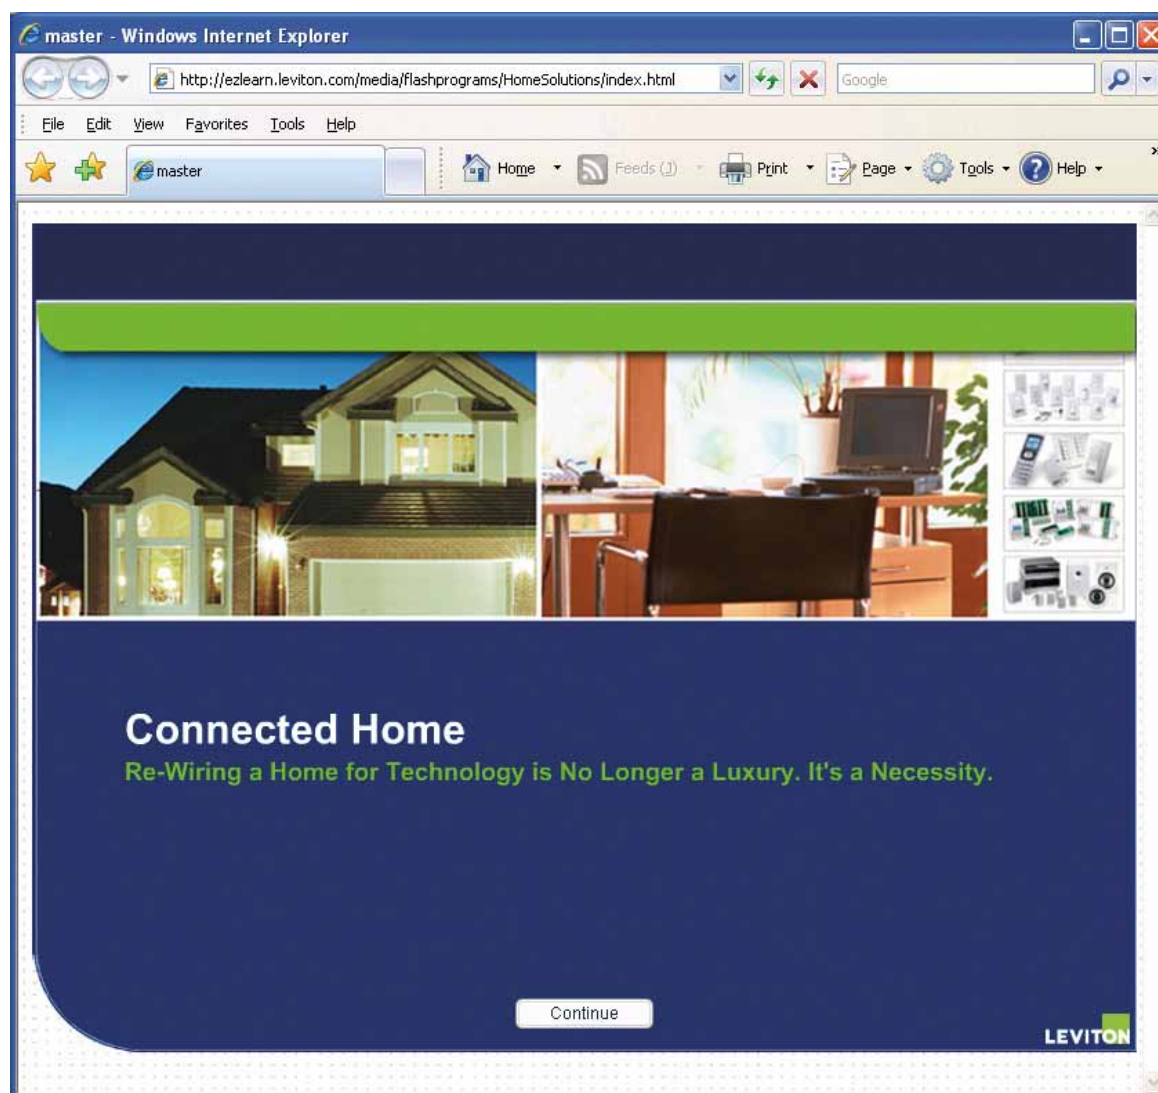 master - Windows Internet Explorer
http://ezlearn.leviton.com/media/flashprograms/HomeSolutions/index.html
Google
File Edit View Favorites Tools Help
master
Home Feeds (J) Print Page Tools Help »
Connected Home
Re-Wiring a Home for Technology is No Longer a Luxury. It's a Necessity.
Continue
LEVITON